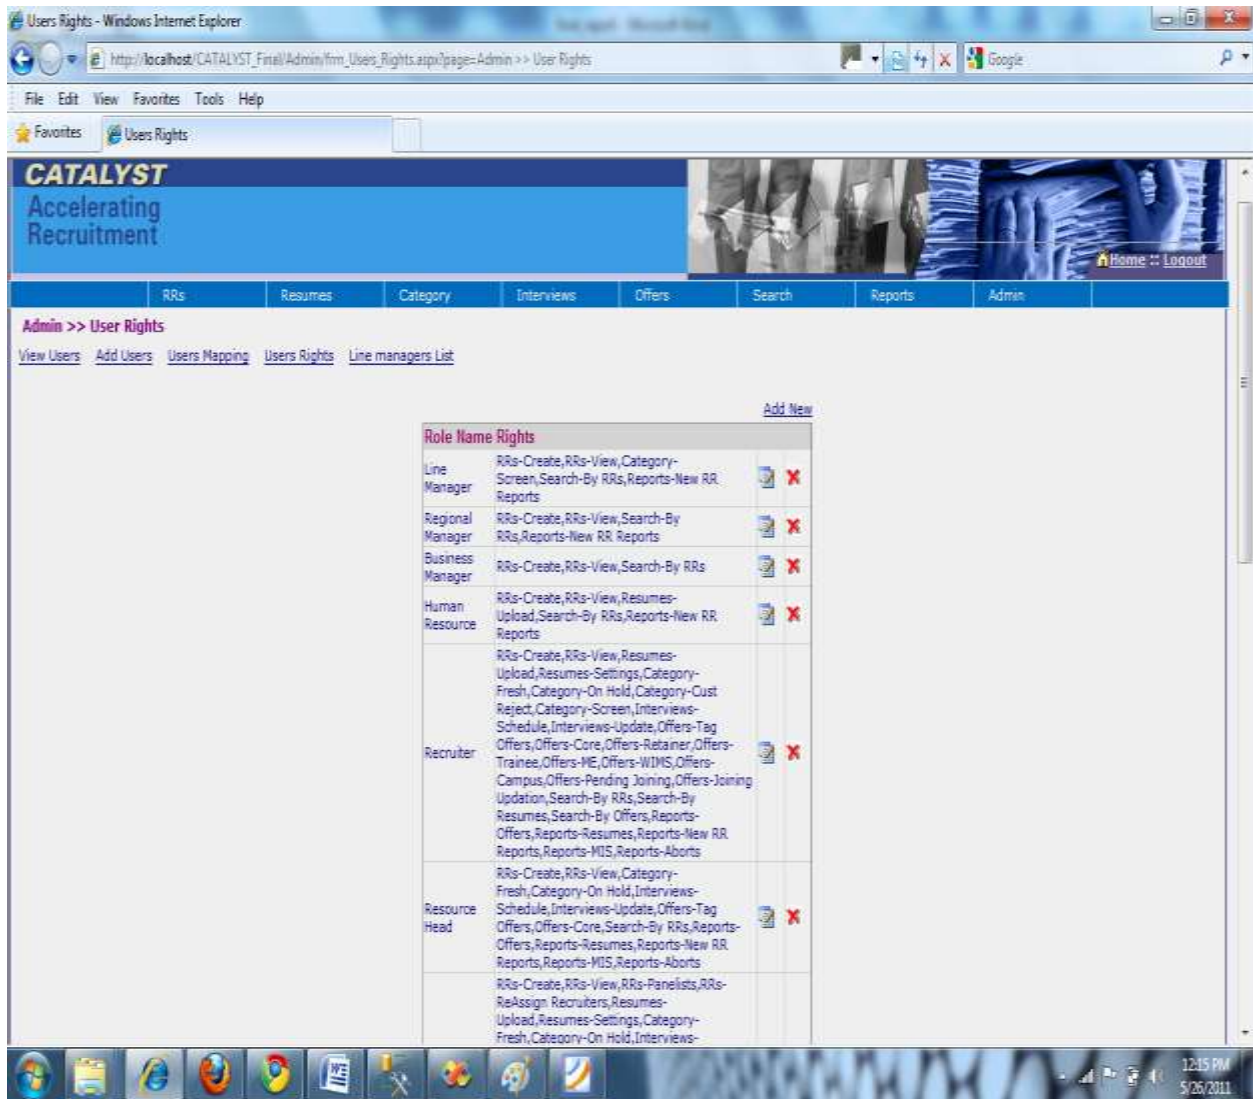 Users Rights - Windows Internet Explorer
http://localhost/CATALYST_Final/Admin/frm_Users_Rights.aspx?page=Admin >> User Rights
Google
File Edit View Favorites Tools Help
Favorites Users Rights
CATALYST
Accelerating
Recruitment
Home :: Logout
RRs Resumes Category Interviews Offers Search Reports Admin
Admin >> User Rights
View Users Add Users Users Mapping Users Rights Line managers List
Add New
Role Name Rights
Line Manager
RRs-Create,RRs-View,Category-
Screen,Search-By RRs,Reports-New RR
Reports
Regional Manager
RRs-Create,RRs-View,Search-By
RRs,Reports-New RR Reports
Business Manager
RRs-Create,RRs-View,Search-By RRs
Human Resource
RRs-Create,RRs-View,Resumes-
Upload,Search-By RRs,Reports-New RR
Reports
Recruiter
RRs-Create,RRs-View,Resumes-
Upload,Resumes-Settings,Category-
Fresh,Category-On Hold,Category-Cust
Reject,Category-Screen,Interviews-
Schedule,Interviews-Update,Offers-Tag
Offers,Offers-Core,Offers-Retainer,Offers-
Trainee,Offers-ME,Offers-WIMS,Offers-
Campus,Offers-Pending Joining,Offers-Joining
Updation,Search-By RRs,Search-By
Resumes,Search-By Offers,Reports-
Offers,Reports-Resumes,Reports-New RR
Reports,Reports-MIS,Reports-Aborts
Resource Head
RRs-Create,RRs-View,Category-
Fresh,Category-On Hold,Interviews-
Schedule,Interviews-Update,Offers-Tag
Offers,Offers-Core,Search-By RRs,Reports-
Offers,Reports-Resumes,Reports-New RR
Reports,Reports-MIS,Reports-Aborts
RRs-Create,RRs-View,RRs-Panelists,RRs-
ReAssign Recruiters,Resumes-
Upload,Resumes-Settings,Category-
Fresh,Category-On Hold,Interviews-
12:15 PM
5/26/2011